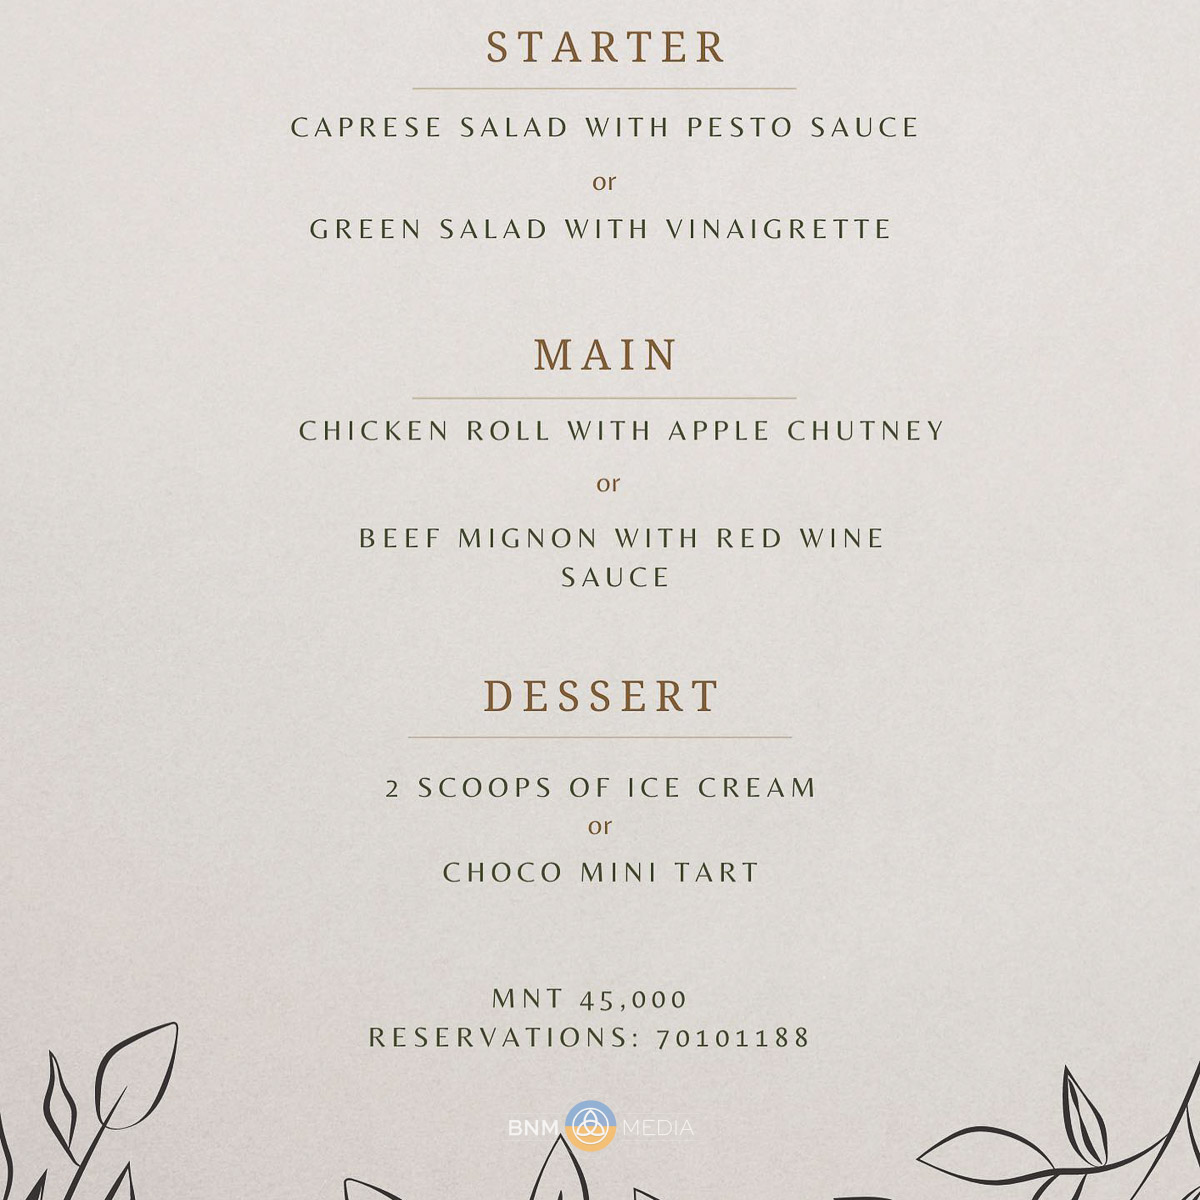 STARTER
CAPRESE SALAD WITH PESTO SAUCE
or
GREEN SALAD WITH VINAIGRETTE
MAIN
CHICKEN ROLL WITH APPLE CHUTNEY
or
BEEF MIGNON WITH RED WINE
SAUCE
DESSERT
2 SCOOPS OF ICE CREAM
or
CHOCO MINI TART
MNT 45,000
RESERVATIONS: 70101188
BNM MEDIA